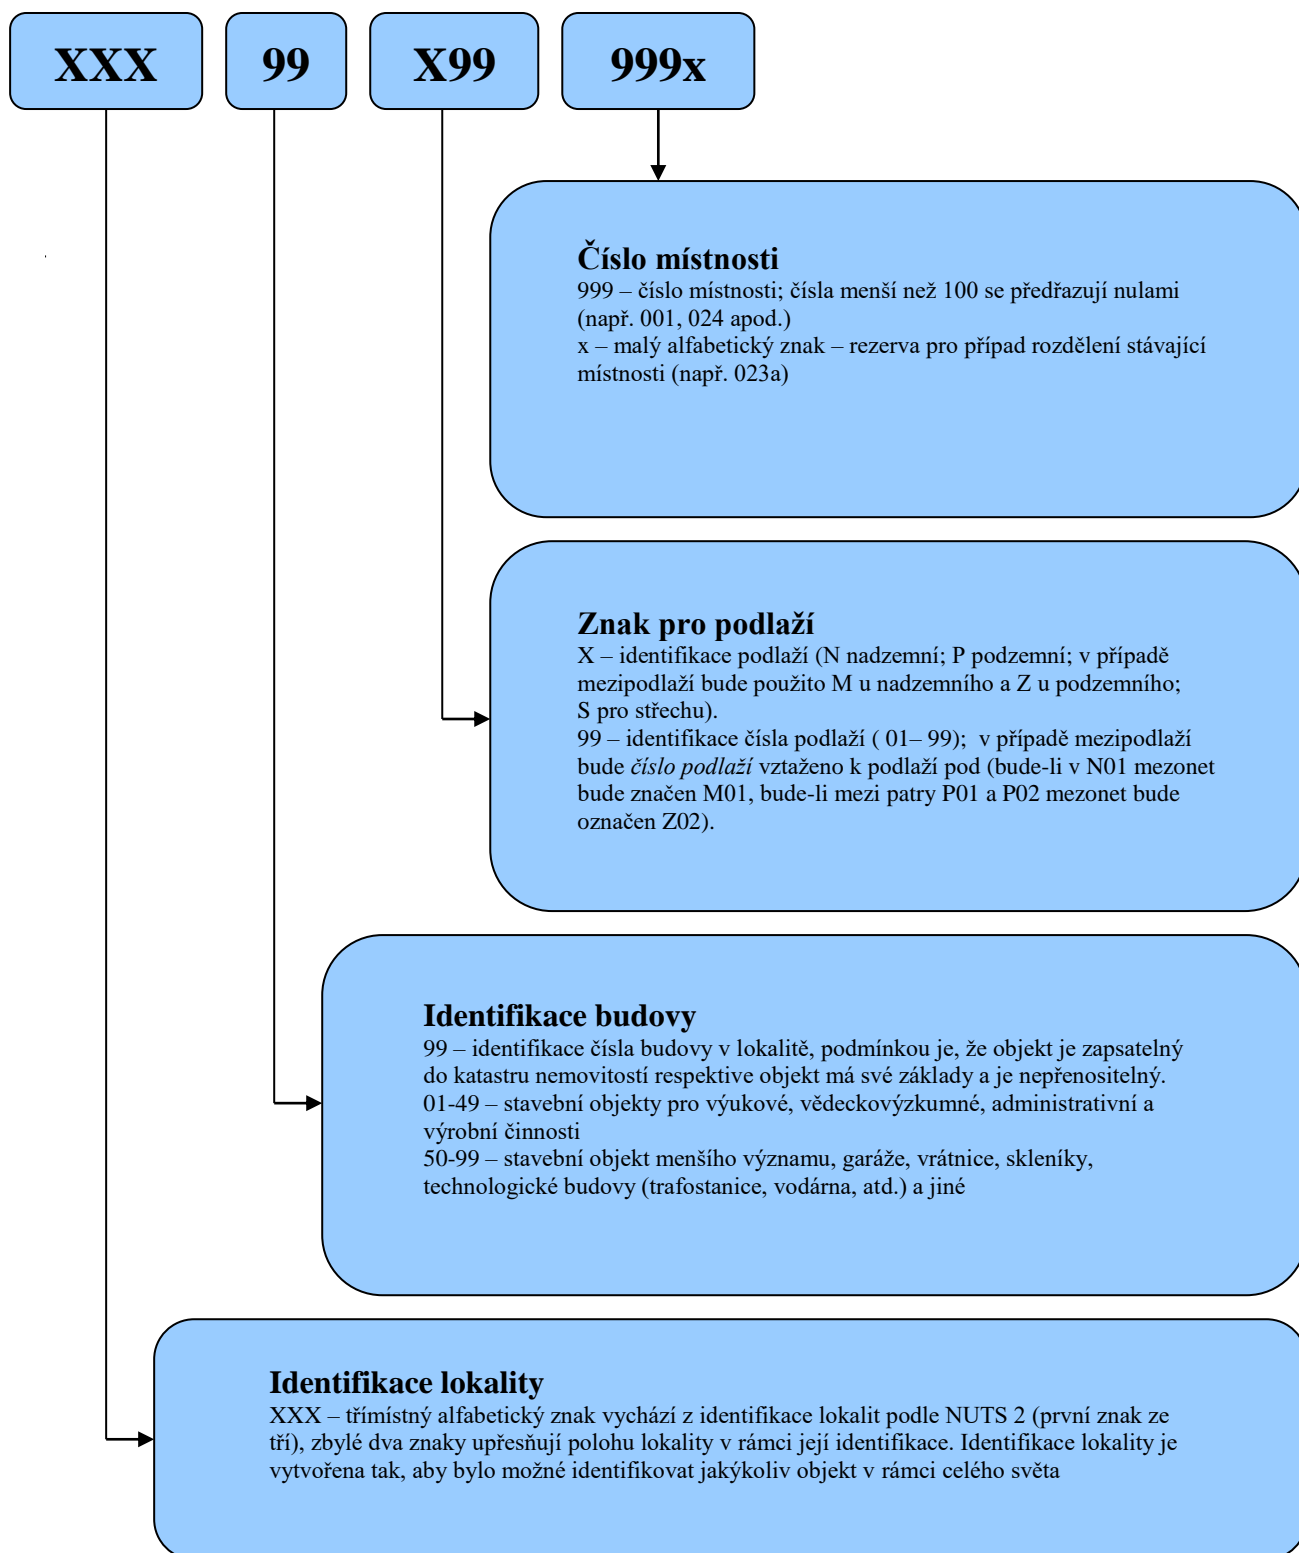 XXX 99 X99 999x
Číslo místnosti
999 – číslo místnosti; čísla menší než 100 se předřazují nulami
(např. 001, 024 apod.)
x – malý alfabetický znak – rezerva pro případ rozdělení stávající
místnosti (např. 023a)
Znak pro podlaží
X – identifikace podlaží (N nadzemní; P podzemní; v případě
mezipodlaží bude použito M u nadzemního a Z u podzemního;
S pro střechu).
99 – identifikace čísla podlaží ( 01– 99);  v případě mezipodlaží
bude číslo podlaží vztaženo k podlaží pod (bude-li v N01 mezonet
bude značen M01, bude-li mezi patry P01 a P02 mezonet bude
označen Z02).
Identifikace budovy
99 – identifikace čísla budovy v lokalitě, podmínkou je, že objekt je zapsatelný
do katastru nemovitostí respektive objekt má své základy a je nepřenositelný.
01-49 – stavební objekty pro výukové, vědeckovýzkumné, administrativní a
výrobní činnosti
50-99 – stavební objekt menšího významu, garáže, vrátnice, skleníky,
technologické budovy (trafostanice, vodárna, atd.) a jiné
Identifikace lokality
XXX – třímístný alfabetický znak vychází z identifikace lokalit podle NUTS 2 (první znak ze
tří), zbylé dva znaky upřesňují polohu lokality v rámci její identifikace. Identifikace lokality je
vytvořena tak, aby bylo možné identifikovat jakýkoliv objekt v rámci celého světa